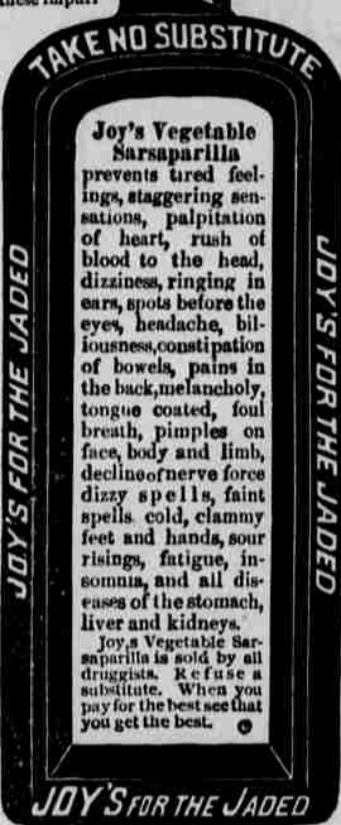 these impuri-
TAKE NO SUBSTITUTE
JOY'S FOR THE JADED
Joy's Vegetable
Sarsaparilla
prevents tired feel-
ings, staggering sen-
sations, palpitation
of heart, rush of
blood to the head,
dizziness, ringing in
ears, spots before the
eyes, headache, bil-
iousness,constipation
of bowels, pains in
the back,melancholy,
tongue coated, foul
breath, pimples on
face, body and limb,
decline of nerve force
dizzy spells, faint
spells cold, clammy
feet and hands, sour
risings, fatigue, in-
somnia, and all dis-
eases of the stomach,
liver and kidneys.
Joy,s Vegetable Sar-
saparilla is sold by all
druggists. Refuse a
substitute. When you
pay for the best see that
you get the best.
JOY'S FOR THE JADED
JOY'S FOR THE JADED